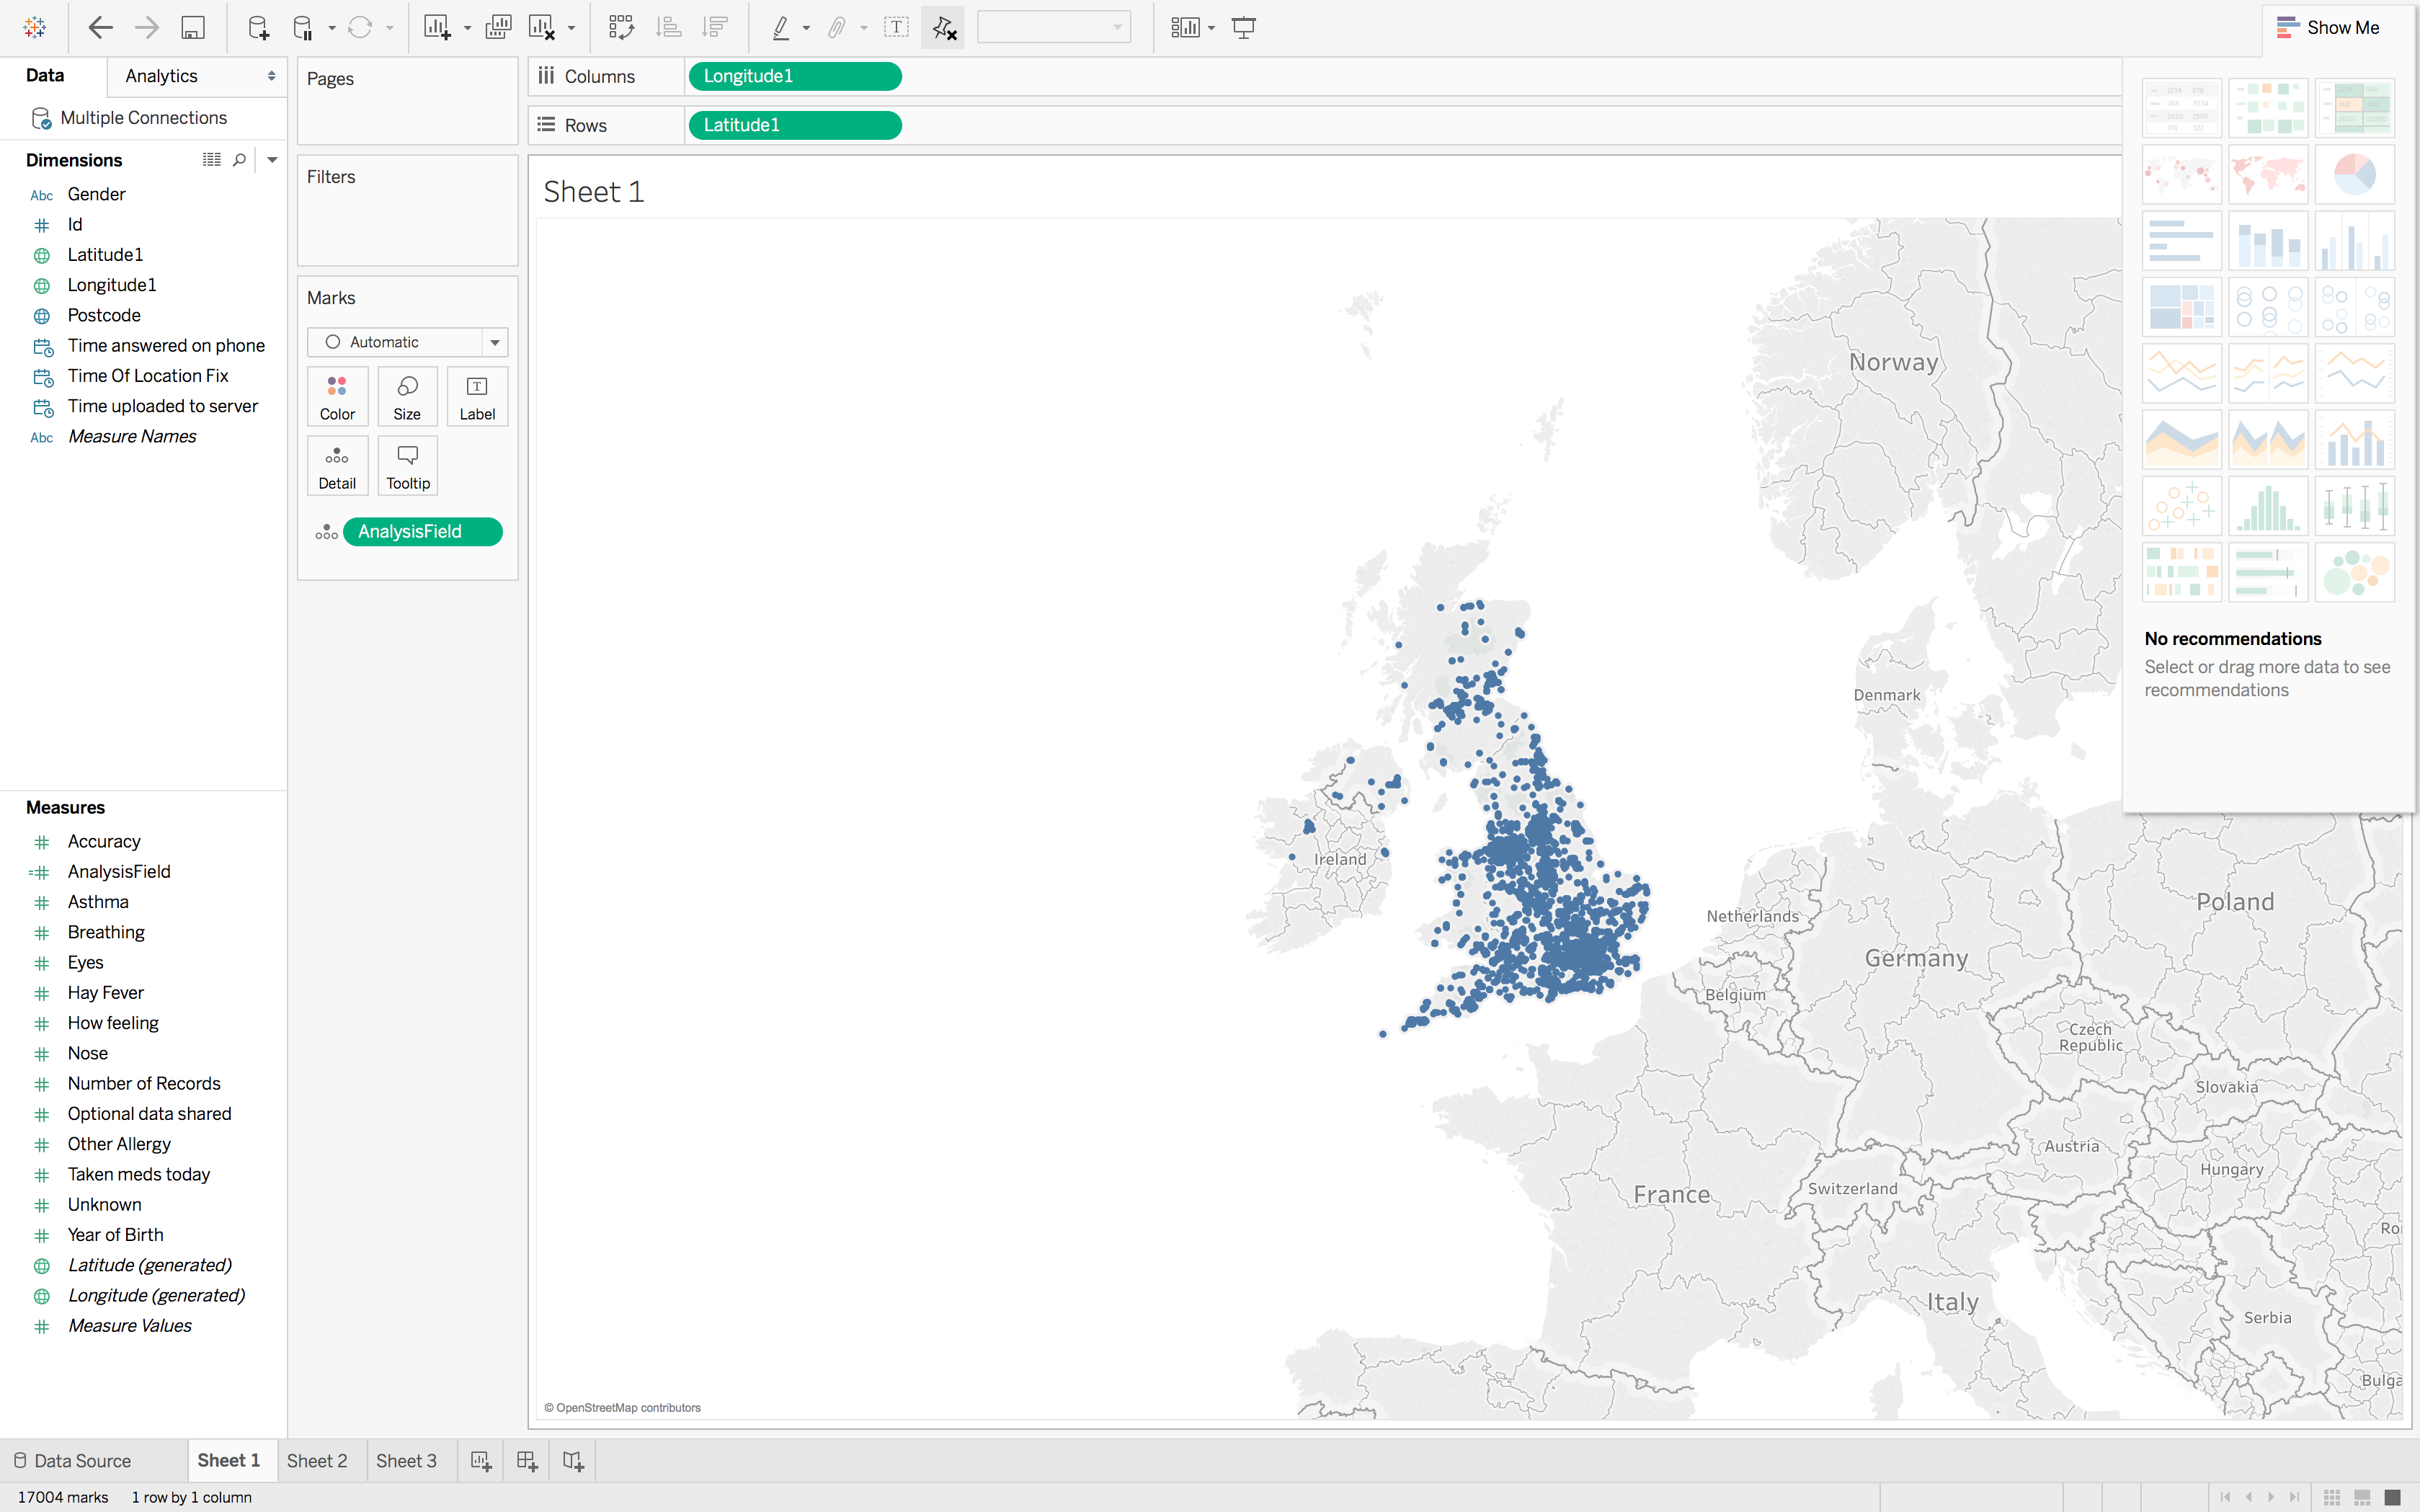 Show Me
Data
Analytics
Pages
Columns
Longitude1
Multiple Connections
Rows
Latitude1
Dimensions
Filters
Sheet 1
Abc Gender
Id
Latitude1
Longitude1
Postcode
Time answered on phone
Time Of Location Fix
Time uploaded to server
Abc Measure Names
Marks
Automatic
Color
Size
Label
Detail
Tooltip
AnalysisField
Measures
Accuracy
AnalysisField
Asthma
Breathing
Eyes
Hay Fever
How feeling
Nose
Number of Records
Optional data shared
Other Allergy
Taken meds today
Unknown
Year of Birth
Latitude (generated)
Longitude (generated)
Measure Values
Norway
Denmark
Ireland
Netherlands
Poland
Germany
Belgium
Czech
Republic
Slovakia
Austria
Hungary
Switzerland
France
Ro
Italy
Serbia
Bulga
© OpenStreetMap contributors
No recommendations
Select or drag more data to see
recommendations
Data Source
Sheet 1
Sheet 2
Sheet 3
17004 marks
1 row by 1 column